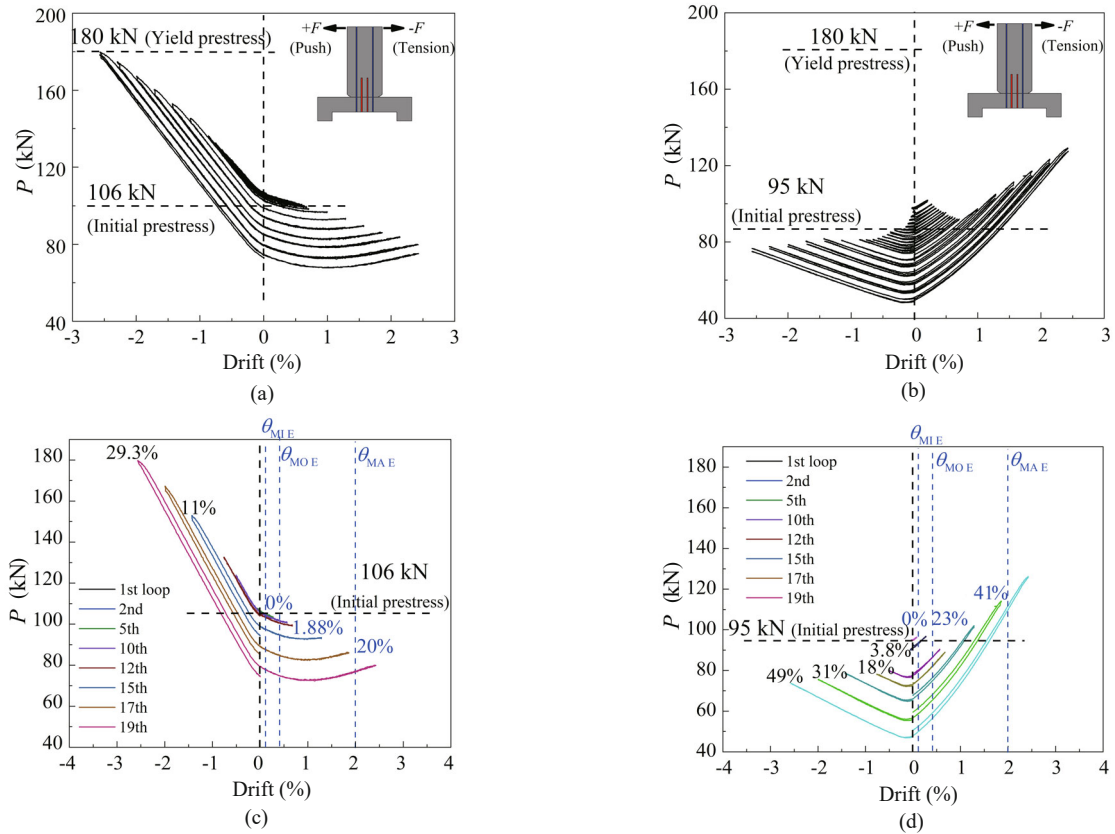 200
180
160
120
80
40
P (kN)
180 kN (Yield prestress)
106 kN
(Initial prestress)
+F
-F
(Push)
(Tension)
-3 -2 -1 0 1 2 3
Drift (%)
(a)
200
180
160
140
120
100
80
60
40
P (kN)
180 kN
(Yield prestress)
95 kN
(Initial prestress)
+F
-F
(Push)
(Tension)
-3 -2 -1 0 1 2 3
Drift (%)
(b)
180
160
140
120
100
80
60
40
P (kN)
θMI E
θMO E
θMA E
29.3%
11%
106 kN
(Initial prestress)
0%
1.88%
20%
1st loop
2nd
5th
10th
12th
15th
17th
19th
-4 -3 -2 -1 0 1 2 3 4
Drift (%)
(c)
180
160
140
120
100
80
60
40
P (kN)
θMI E
θMO E
θMA E
1st loop
2nd
5th
10th
12th
15th
17th
19th
41%
0%
23%
95 kN (Initial prestress)
3.8%
18%
31%
49%
-4 -3 -2 -1 0 1 2 3 4
Drift (%)
(d)